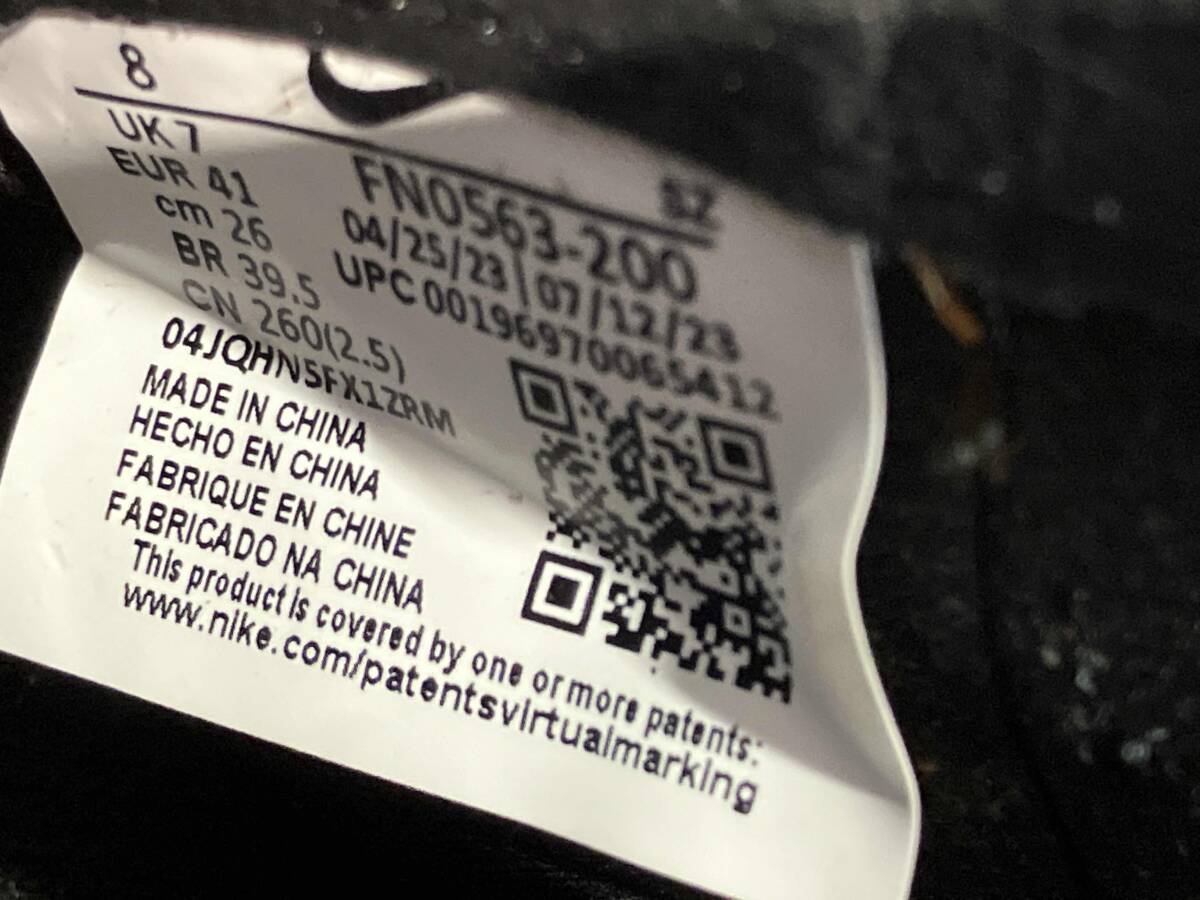 8
UK 7
EUR 41
cm 26
BR 39.5
CN 260(2.5)
SZ
FN0563-200
04/25/23|07/12/23
UPC 00196970065412
04JQHN5FX1ZRM
MADE IN CHINA
HECHO EN CHINA
FABRIQUE EN CHINE
FABRICADO NA CHINA
This product is covered by one or more patents:
www.nike.com/patentsvirtualmarking